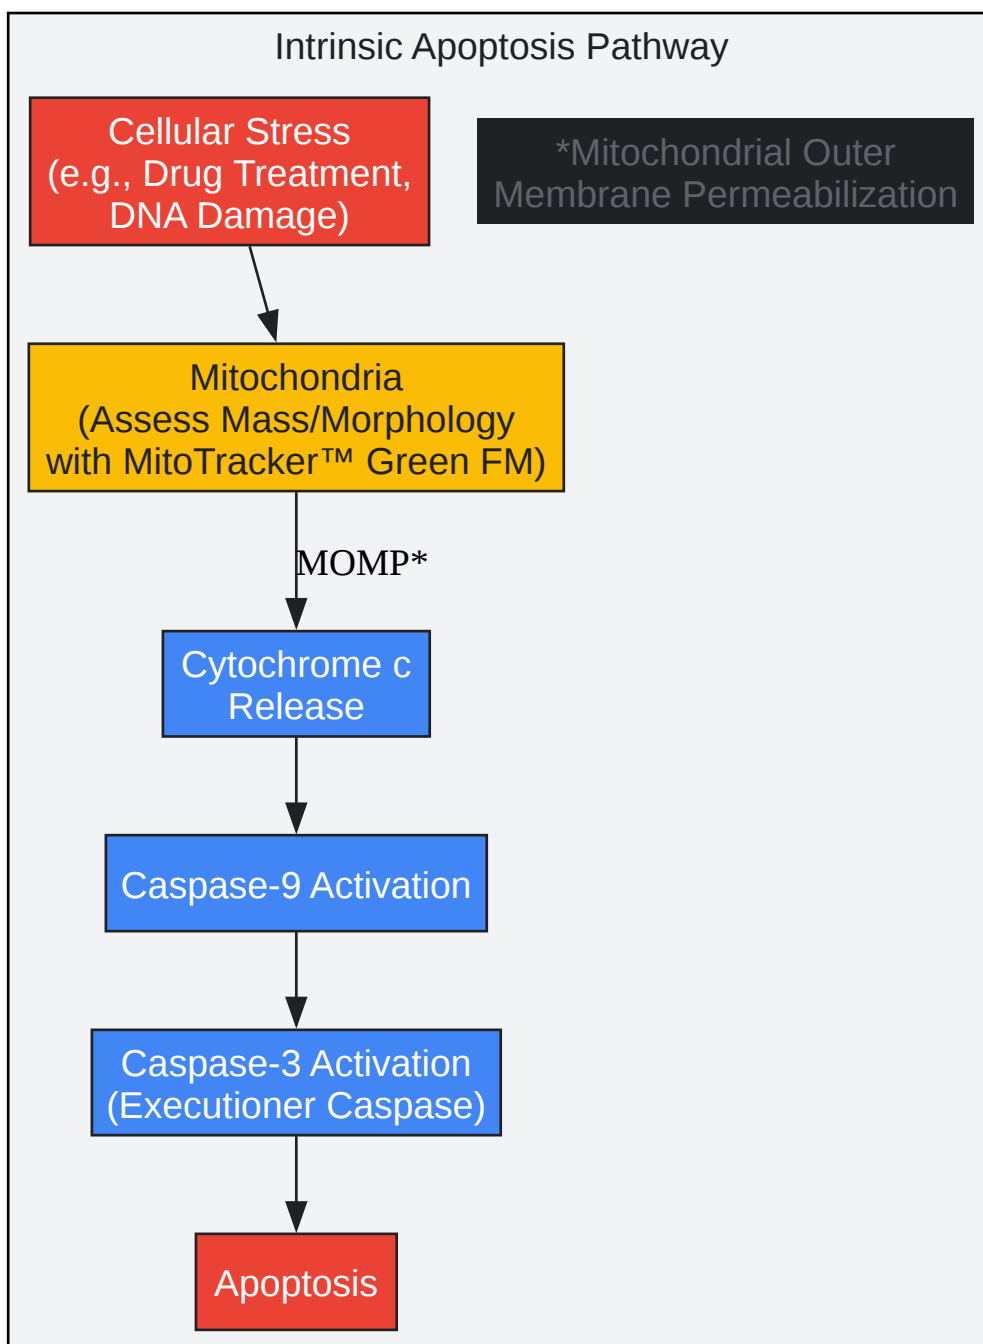 Intrinsic Apoptosis Pathway
Cellular Stress
(e.g., Drug Treatment,
DNA Damage)
*Mitochondrial Outer
Membrane Permeabilization
Mitochondria
(Assess Mass/Morphology
with MitoTracker™ Green FM)
MOMP*
Cytochrome c
Release
Caspase-9 Activation
Caspase-3 Activation
(Executioner Caspase)
Apoptosis